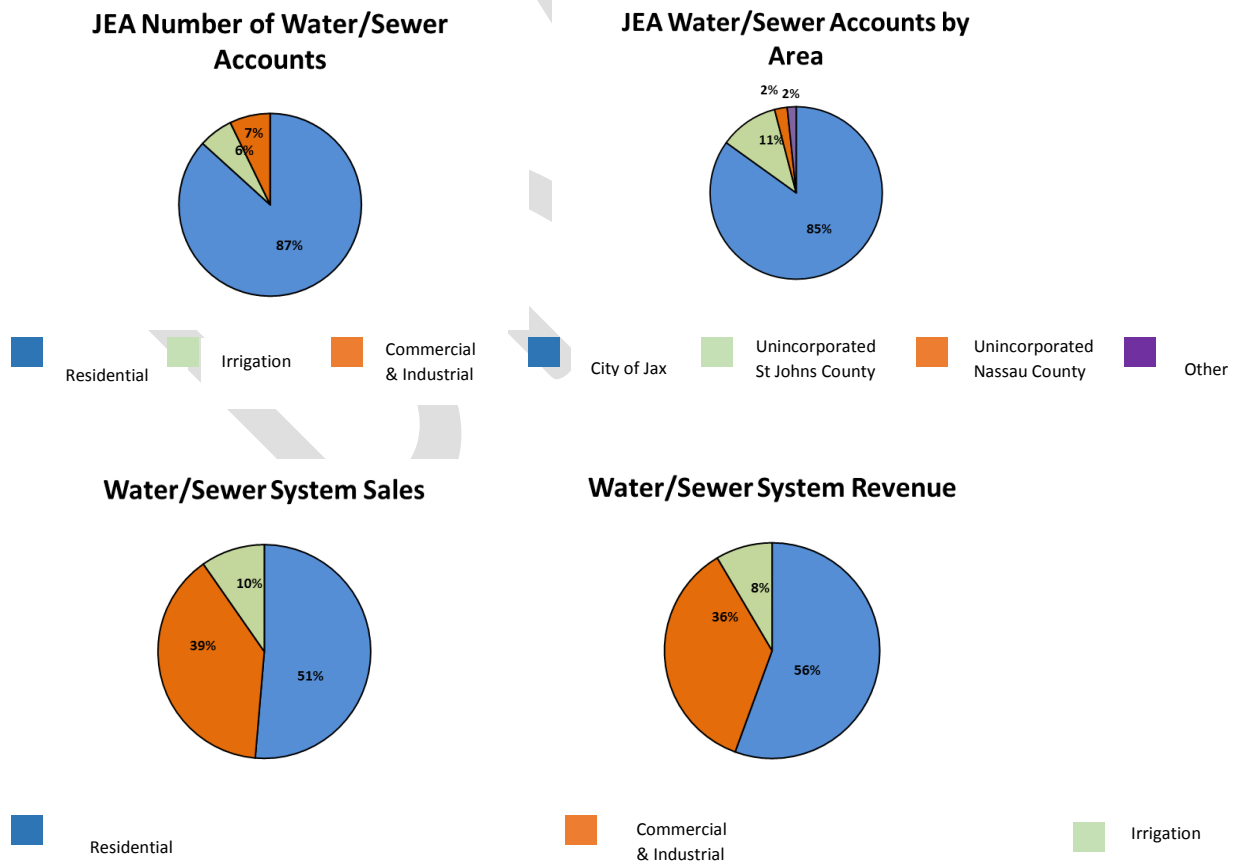 JEA Number of Water/Sewer
Accounts
7%
6%
87%
Residential
Irrigation
Commercial
& Industrial
JEA Water/Sewer Accounts by
Area
2% 2%
11%
85%
City of Jax
Unincorporated
St Johns County
Unincorporated
Nassau County
Other
Water/Sewer System Sales
10%
39%
51%
Water/Sewer System Revenue
8%
36%
56%
Residential
Commercial
& Industrial
Irrigation